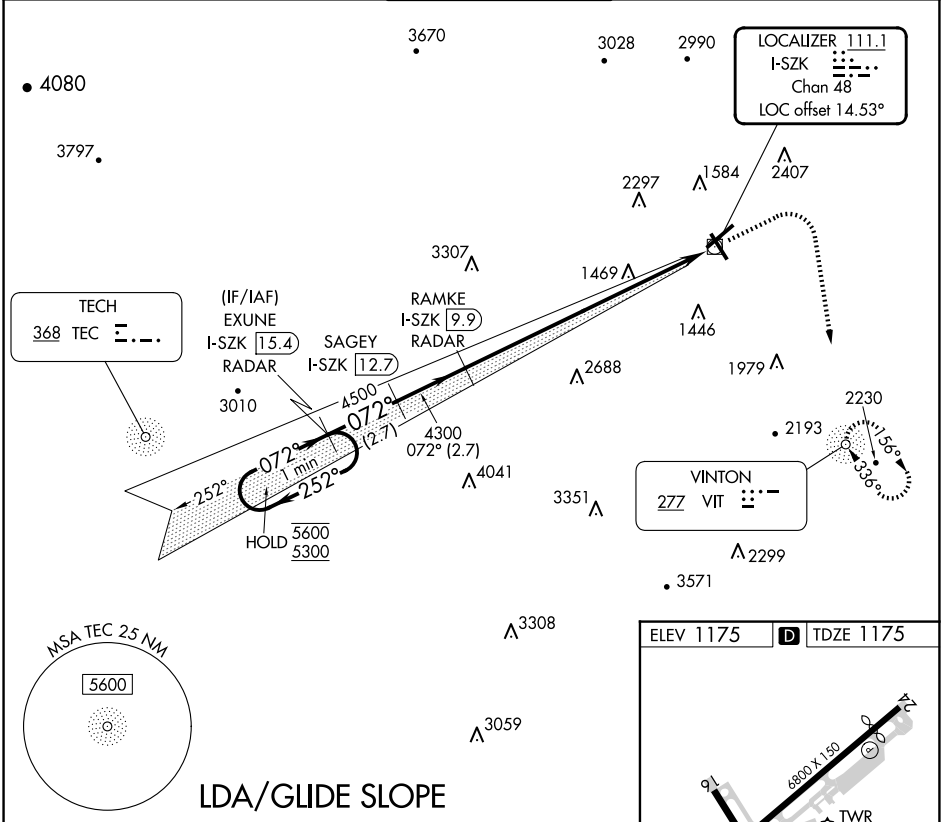 3670
3028
2990
LOCALIZER 111.1
I-SZK
Chan 48
LOC offset 14.53°
4080
3797
2297
1584
2407
3307
1469
TECH
368 TEC
(IF/IAF)
EXUNE
I-SZK 15.4
RADAR
SAGEY
I-SZK 12.7
RAMKE
I-SZK 9.9
RADAR
1446
1979
3010
4500
2688
2230
072°
072°
(2.7)
4300
072° (2.7)
2193
156°
336°
1 min
252°
252°
4041
VINTON
277 VIT
3351
HOLD 5600
5300
2299
3571
MSA TEC 25 NM
5600
3308
3059
ELEV 1175 D TDZE 1175
24
P
6800 X 150
16
TWR
LDA/GLIDE SLOPE